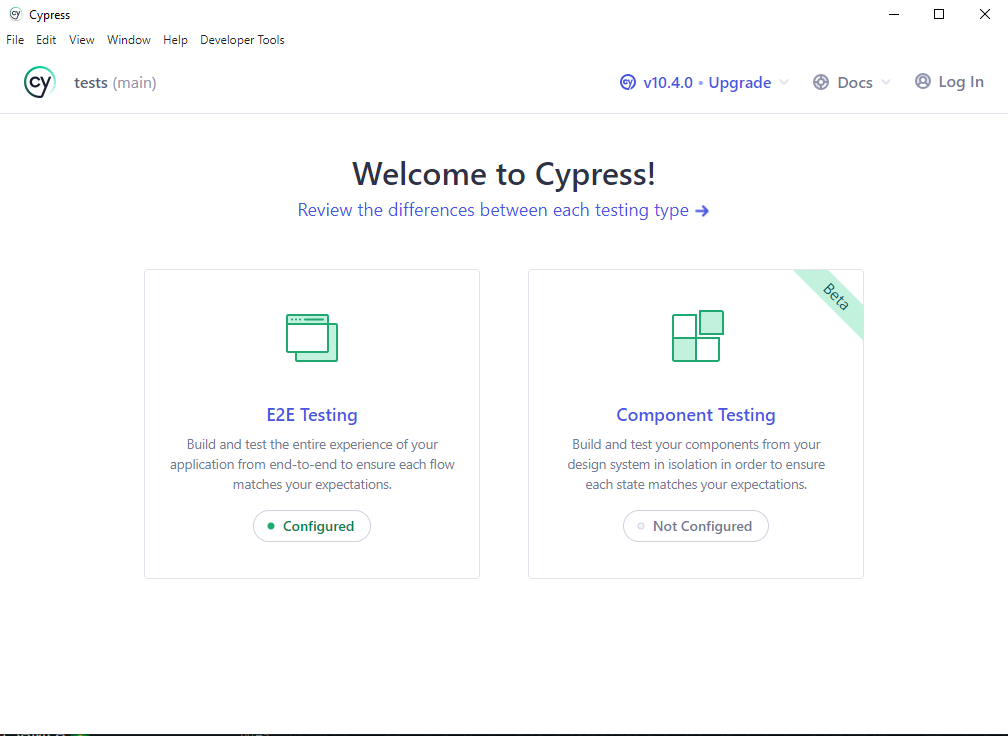 Cypress
File Edit View Window Help Developer Tools
cy tests (main) cy v10.4.0 • Upgrade Docs Log In
Welcome to Cypress!
Review the differences between each testing type →
Beta
E2E Testing
Build and test the entire experience of your
application from end-to-end to ensure each flow
matches your expectations.
Configured
Component Testing
Build and test your components from your
design system in isolation in order to ensure
each state matches your expectations.
Not Configured